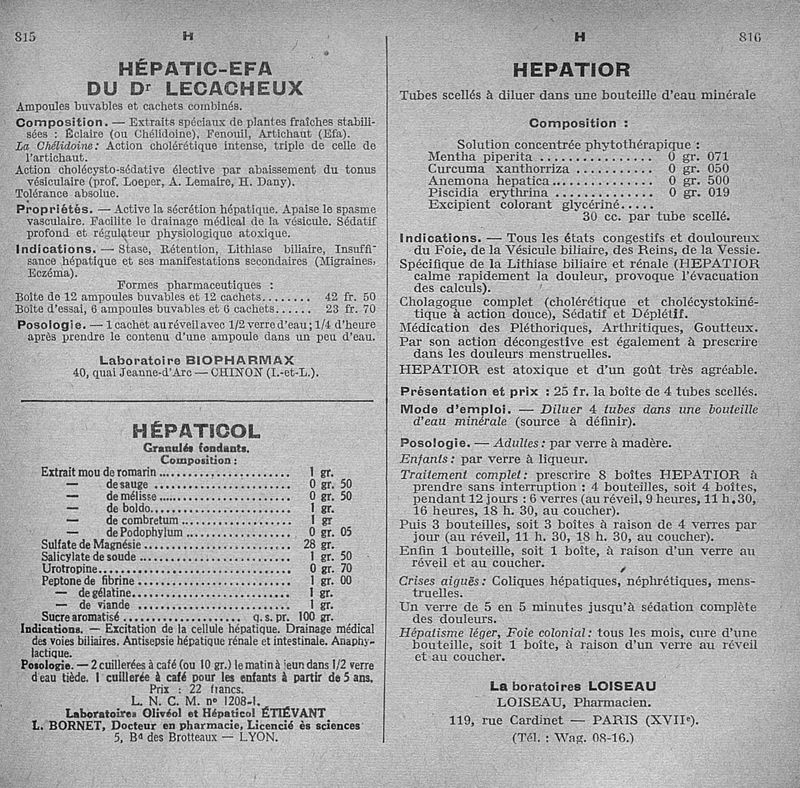 815
H
HÉPATIC-EFA
DU Dr LECACHEUX
Ampoules buvables et cachets combinés.
Composition. — Extraits spéciaux de plantes fraîches stabili-
sées : Éclaire (ou Chélidoine), Fenouil, Artichaut (Efa).
La Chélidoine: Action cholérétique intense, triple de celle de
l'artichaut.
Action cholécysto-sédative élective par abaissement du tonus
vésiculaire (prof. Loeper, A. Lemaire, H. Dany).
Tolérance absolue.
Propriétés. — Active la sécrétion hépatique. Apaise le spasme
vasculaire. Facilite le drainage médical de la vésicule. Sédatif
profond et régulateur physiologique atoxique.
Indications. — Stase, Rétention, Lithiase biliaire, Insuffi-
sance hépatique et ses manifestations secondaires (Migraines,
Eczéma).
Formes pharmaceutiques :
Boîte de 12 ampoules buvables et 12 cachets........ 42 fr. 50
Boîte d'essai, 6 ampoules buvables et 6 cachets...... 23 fr. 70
Posologie. — 1 cachet au réveil avec 1/2 verre d'eau; 1/4 d'heure
après prendre le contenu d'une ampoule dans un peu d'eau.
Laboratoire BIOPHARMAX
40, quai Jeanne-d'Arc — CHINON (I.-et-L.).
HÉPATICOL
Granulés fondants.
Composition :
Extrait mou de romarin........................ 1 gr.
— de sauge ........................ 0 gr. 50
— de mélisse........................ 0 gr. 50
— de boldo........................ 1 gr.
— de combretum .................. 1 gr
— de Podophylum .................. 0 gr. 05
Sulfate de Magnésie........................ 28 gr.
Salicylate de soude ........................ 1 gr. 50
Urotropine........................ 0 gr. 70
Peptone de fibrine ........................ 1 gr. 00
— de gélatine........................ 1 gr.
— de viande ........................ 1 gr.
Sucre aromatisé .................. q. s. pr. 100 gr.
Indications. — Excitation de la cellule hépatique. Drainage médical
des voies biliaires. Antisepsie hépatique rénale et intestinale. Anaphy-
lactique.
Posologie. — 2 cuillerées à café (ou 10 gr.) le matin à jeun dans 1/2 verre
d'eau tiède. 1 cuillerée à café pour les enfants à partir de 5 ans.
Prix : 22 francs.
L. N. C. M. nº 1208-1.
Laboratoires Olivéol et Hépaticol ÉTIÉVANT
L. BORNET, Docteur en pharmacie, Licencié ès sciences
5, Bd des Brotteaux — LYON.
H
816
HEPATIOR
Tubes scellés à diluer dans une bouteille d'eau minérale
Composition :
Solution concentrée phytothérapique :
Mentha piperita ................ 0 gr. 071
Curcuma xanthorriza ........... 0 gr. 050
Anemona hepatica............... 0 gr. 500
Piscidia erythrina .............. 0 gr. 019
Excipient colorant glycériné.....
30 cc. par tube scellé.
Indications. — Tous les états congestifs et douloureux
du Foie, de la Vésicule biliaire, des Reins, de la Vessie.
Spécifique de la Lithiase biliaire et rénale (HEPATIOR
calme rapidement la douleur, provoque l'évacuation
des calculs).
Cholagogue complet (cholérétique et cholécystokiné-
tique à action douce), Sédatif et Déplétif.
Médication des Pléthoriques, Arthritiques, Goutteux.
Par son action décongestive est également à prescrire
dans les douleurs menstruelles.
HEPATIOR est atoxique et d'un goût très agréable.
Présentation et prix : 25 fr. la boîte de 4 tubes scellés.
Mode d'emploi. — Diluer 4 tubes dans une bouteille
d'eau minérale (source à définir).
Posologie. — Adultes : par verre à madère.
Enfants : par verre à liqueur.
Traitement complet : prescrire 8 boîtes HEPATIOR à
prendre sans interruption : 4 bouteilles, soit 4 boîtes,
pendant 12 jours : 6 verres (au réveil, 9 heures, 11 h. 30,
16 heures, 18 h. 30, au coucher).
Puis 3 bouteilles, soit 3 boîtes à raison de 4 verres par
jour (au réveil, 11 h. 30, 18 h. 30, au coucher).
Enfin 1 bouteille, soit 1 boîte, à raison d'un verre au
réveil et au coucher.
Crises aiguës : Coliques hépatiques, néphrétiques, mens-
truelles.
Un verre de 5 en 5 minutes jusqu'à sédation complète
des douleurs.
Hépatisme léger, Foie colonial : tous les mois, cure d'une
bouteille, soit 1 boîte, à raison d'un verre au réveil
et au coucher.
La boratoires LOISEAU
LOISEAU, Pharmacien.
119, rue Cardinet — PARIS (XVIIe).
(Tél. : Wag. 08-16.)